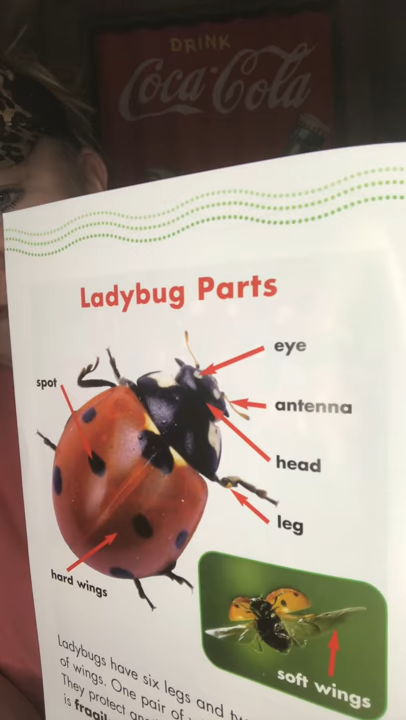 DRINK
Coca-Cola
Ladybug Parts
eye
spot
antenna
head
leg
hard wings
soft wings
Ladybugs have six legs and
of wings. One pair of
They protect
is fragil